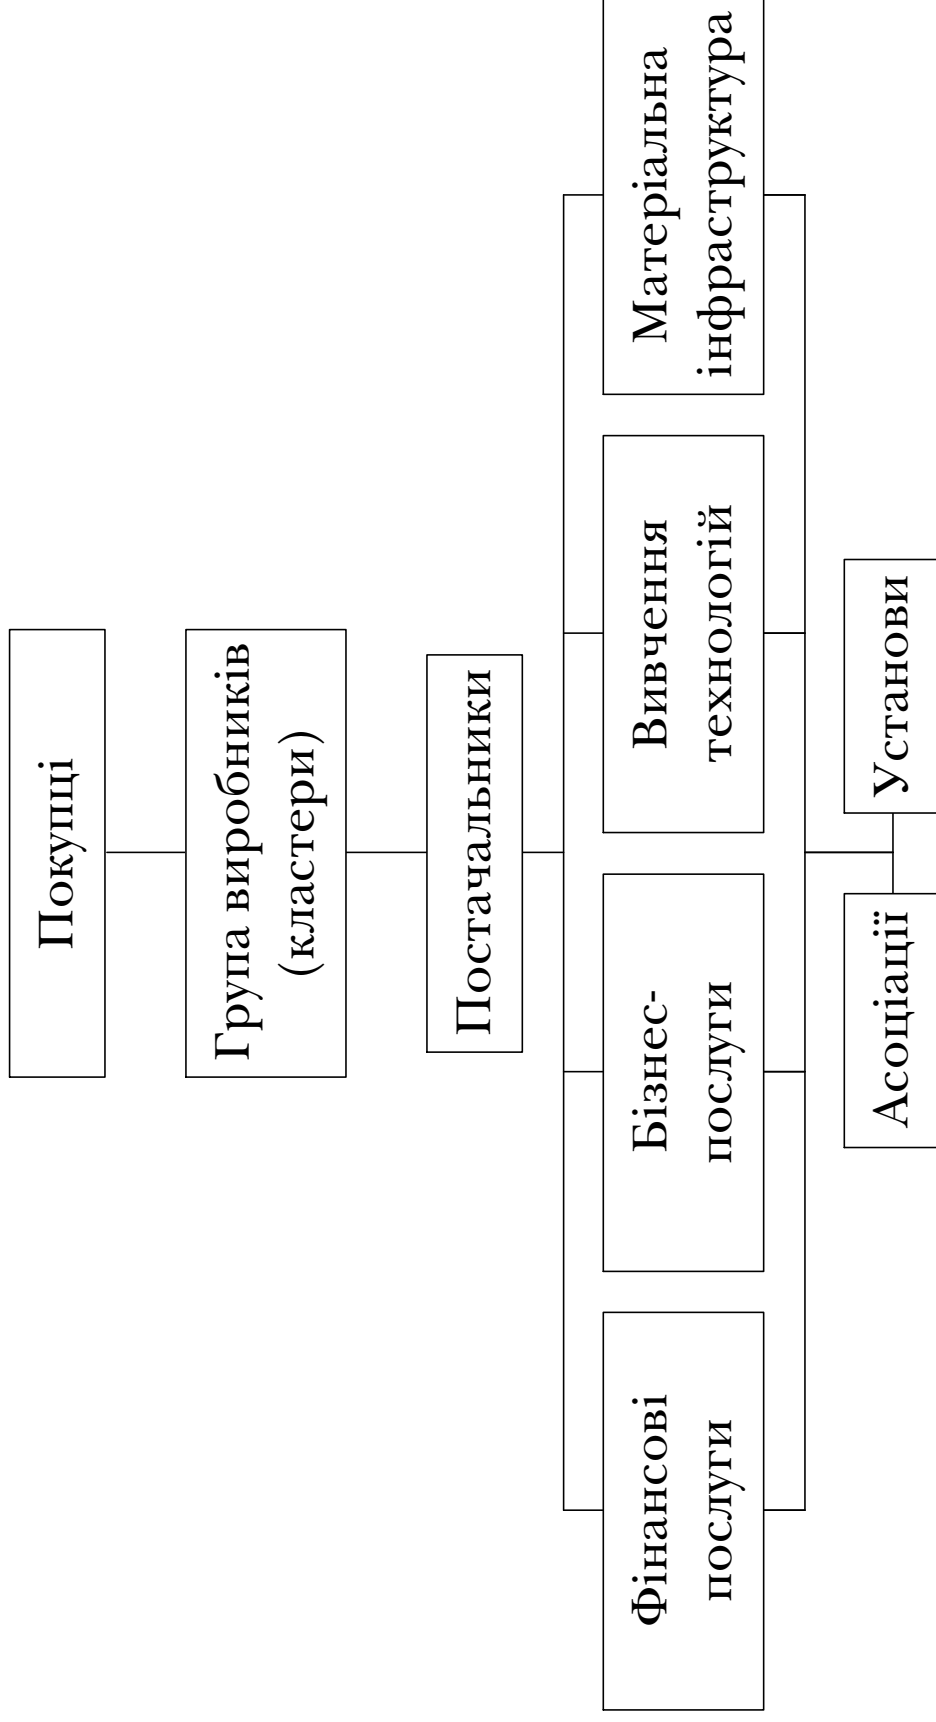 Покупці
Група виробників
(кластери)
Постачальники
Фінансові
послуги
Бізнес-
послуги
Вивчення
технологій
Матеріальна
інфраструктура
Асоціації
Установи